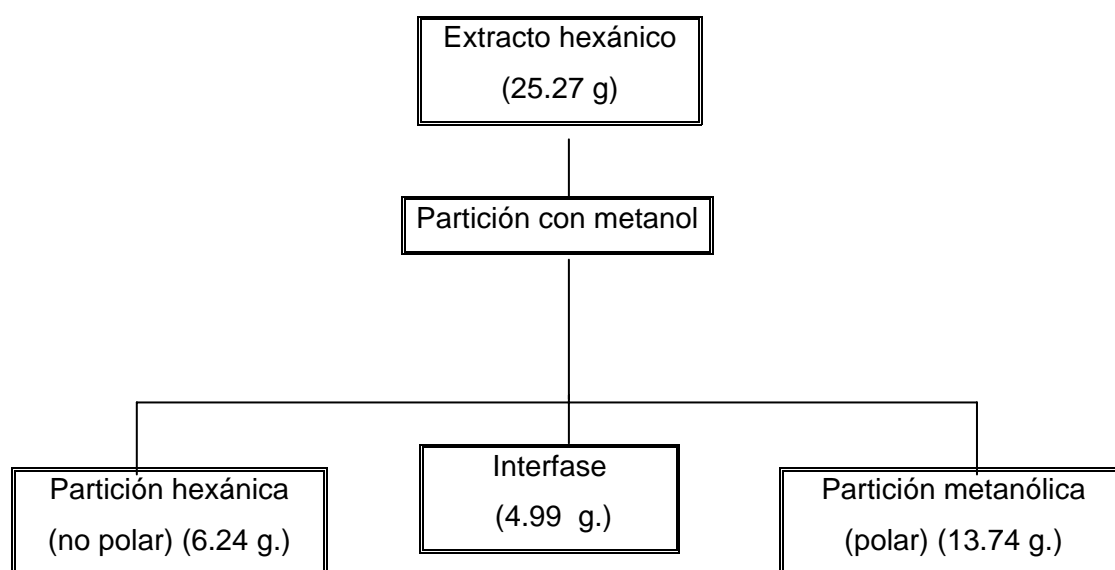 Extracto hexánico
(25.27 g)
Partición con metanol
Partición hexánica
(no polar) (6.24 g.)
Interfase
(4.99 g.)
Partición metanólica
(polar) (13.74 g.)